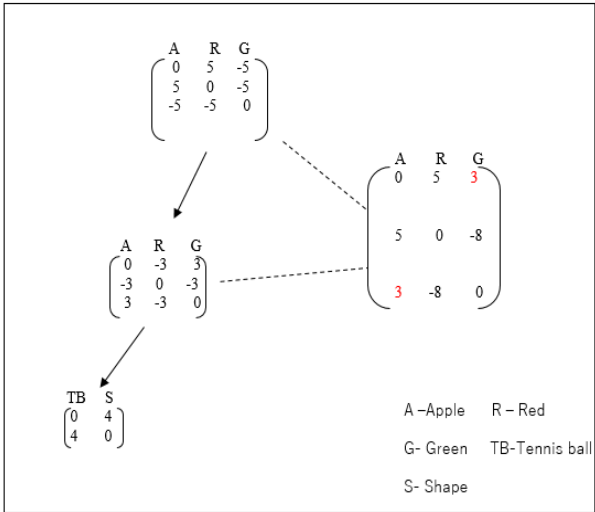 A R G
0 5 -5
5 0 -5
-5 -5 0
A R G
0 5 3
5 0 -8
3 -8 0
A R G
0 -3 3
-3 0 -3
3 -3 0
TB S
0 4
4 0
A –Apple R – Red
G- Green TB-Tennis ball
S- Shape